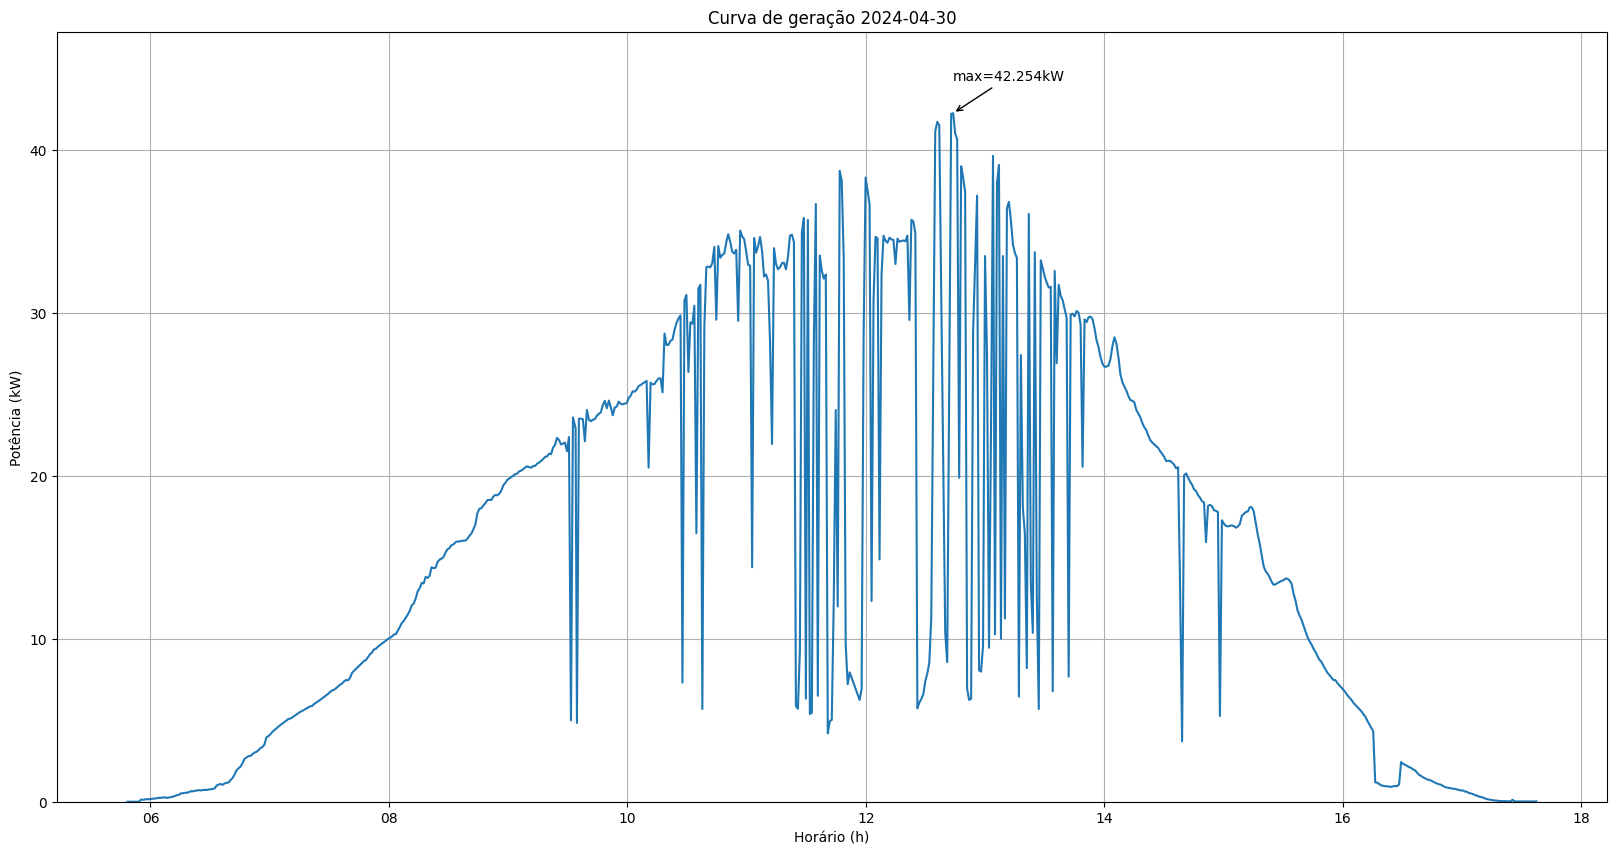 Curva de geração 2024-04-30
max=42.254kW
Potência (kW)
40
30
20
10
0
06 08 10 12 14 16 18
Horário (h)